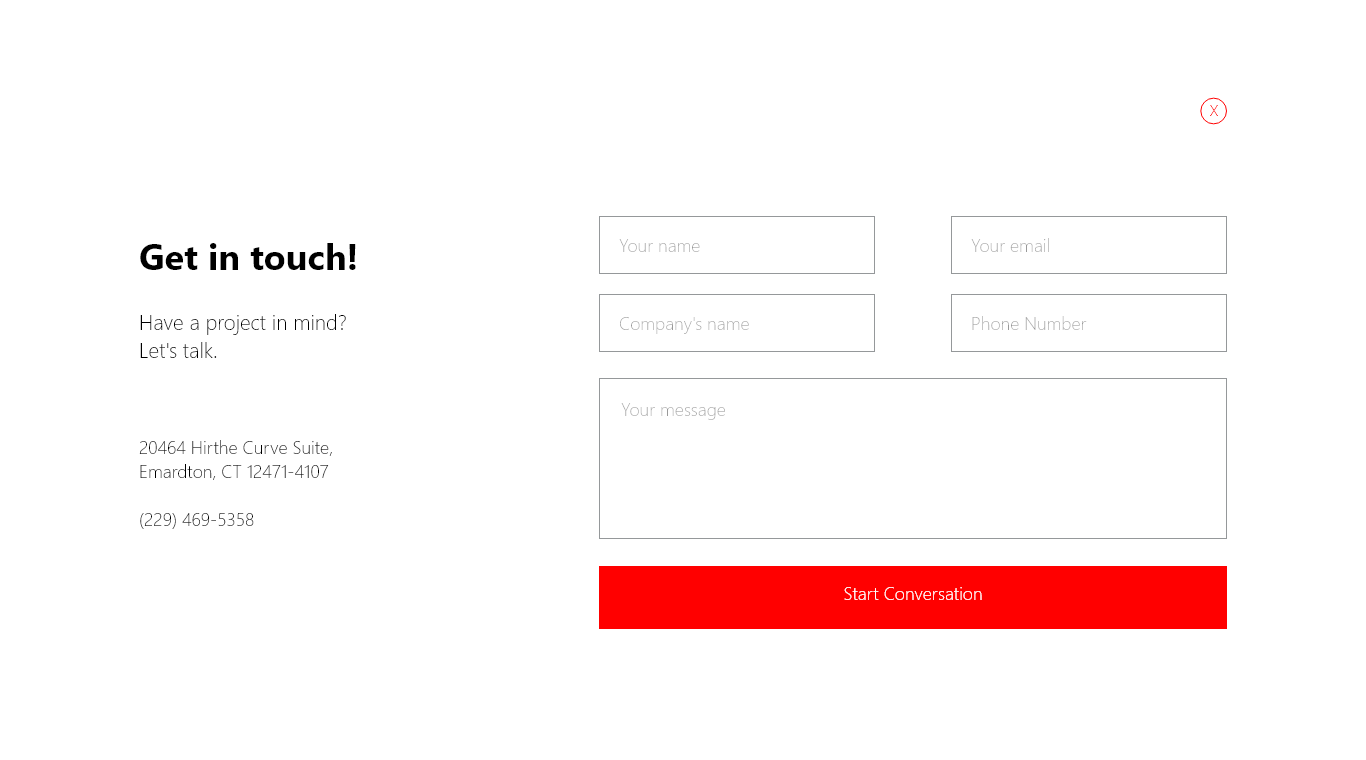 X
Get in touch!
Have a project in mind?
Let's talk.
20464 Hirthe Curve Suite,
Emardton, CT 12471-4107
(229) 469-5358
Your name
Your email
Company's name
Phone Number
Your message
Start Conversation